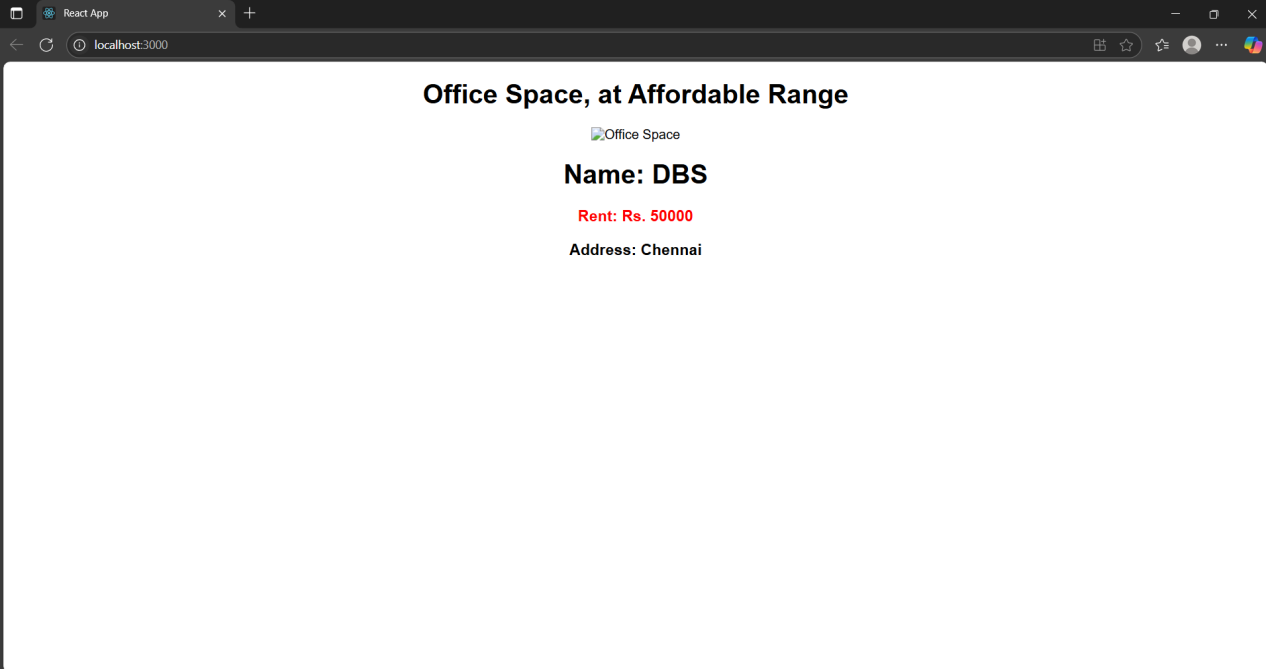 React App
localhost:3000
Office Space, at Affordable Range
Office Space
Name: DBS
Rent: Rs. 50000
Address: Chennai